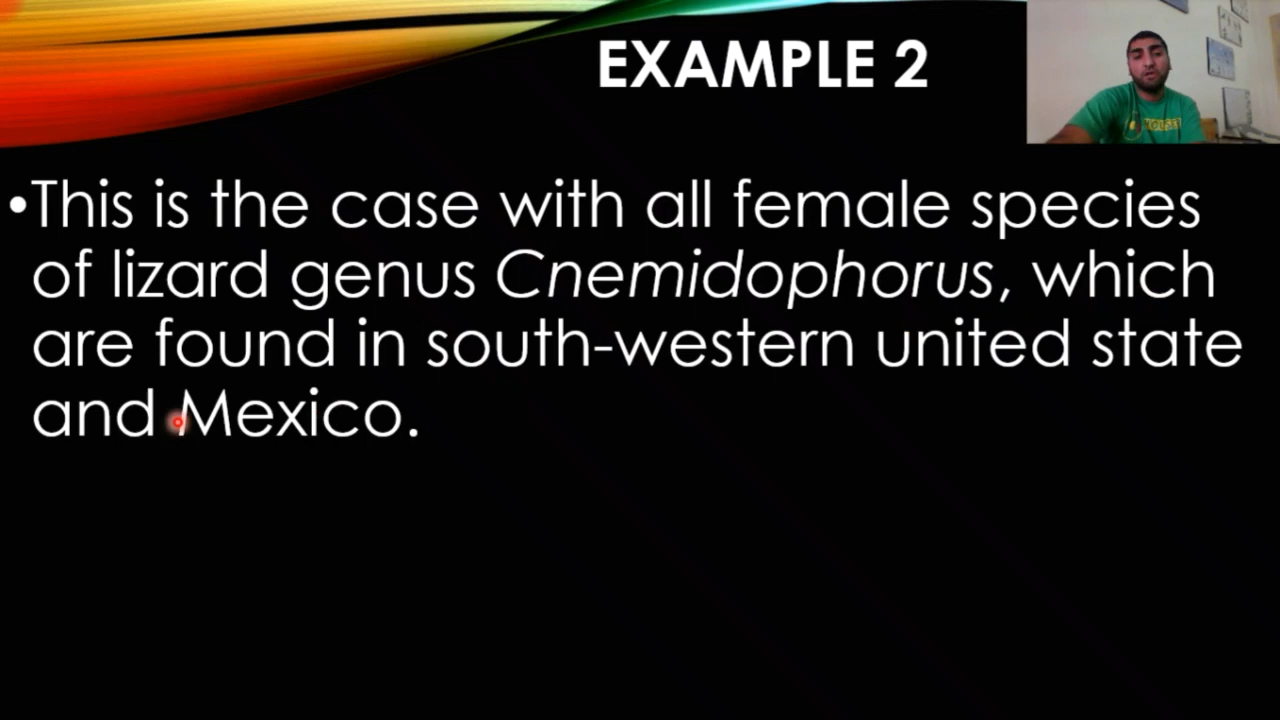 EXAMPLE 2
•This is the case with all female species
of lizard genus Cnemidophorus, which
are found in south-western united state
and Mexico.